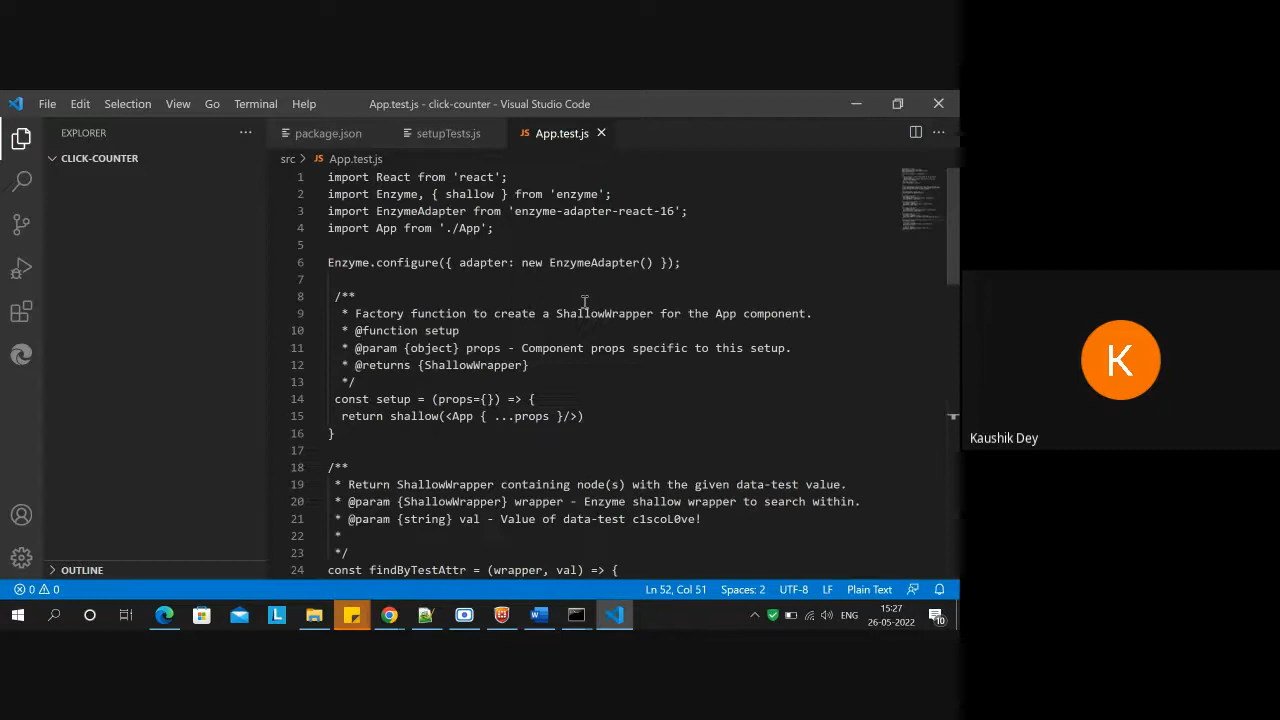 File Edit Selection View Go Terminal Help
App.test.js - click-counter - Visual Studio Code
EXPLORER
CLICK-COUNTER
OUTLINE
package.json
setupTests.js
JS App.test.js
src > JS App.test.js
1 import React from 'react';
2 import Enzyme, { shallow } from 'enzyme';
3 import EnzymeAdapter from 'enzyme-adapter-react-16';
4 import App from './App';
5
6 Enzyme.configure({ adapter: new EnzymeAdapter() });
7
8 /**
9 * Factory function to create a ShallowWrapper for the App component.
10 * @function setup
11 * @param {object} props - Component props specific to this setup.
12 * @returns {ShallowWrapper}
13 */
14 const setup = (props={}) => {
15 return shallow(<App { ...props }/>)
16 }
17
18 /**
19 * Return ShallowWrapper containing node(s) with the given data-test value.
20 * @param {ShallowWrapper} wrapper - Enzyme shallow wrapper to search within.
21 * @param {string} val - Value of data-test c1scoL0ve!
22 *
23 */
24 const findByTestAttr = (wrapper, val) => {
0 0
Ln 52, Col 51 Spaces: 2 UTF-8 LF Plain Text
ENG
15:27
26-05-2022
10
K
Kaushik Dey